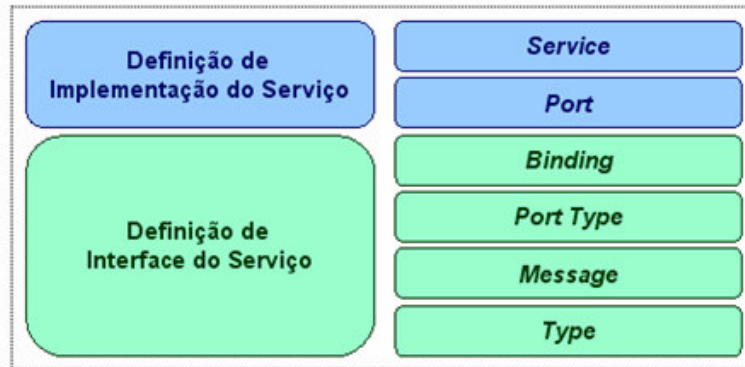 Definição de
Implementação do Serviço
Service
Port
Definição de
Interface do Serviço
Binding
Port Type
Message
Type